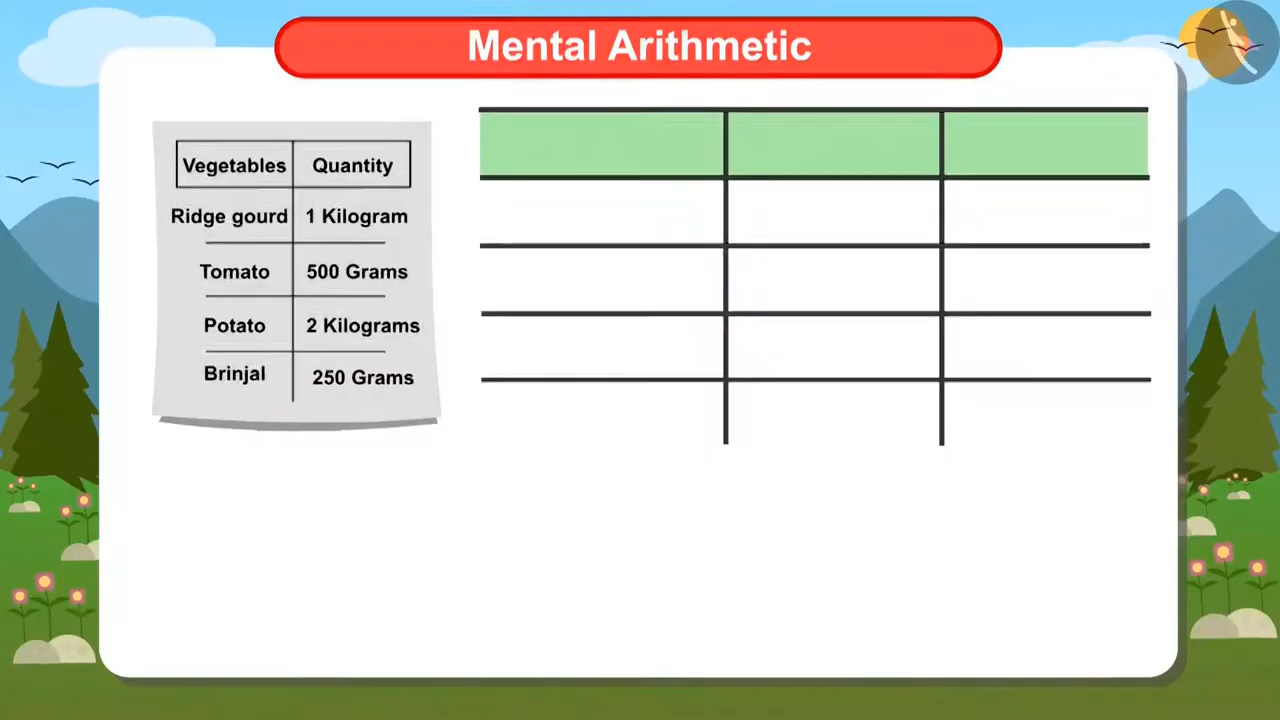 Mental Arithmetic
Vegetables Quantity
Ridge gourd 1 Kilogram
Tomato 500 Grams
Potato 2 Kilograms
Brinjal 250 Grams